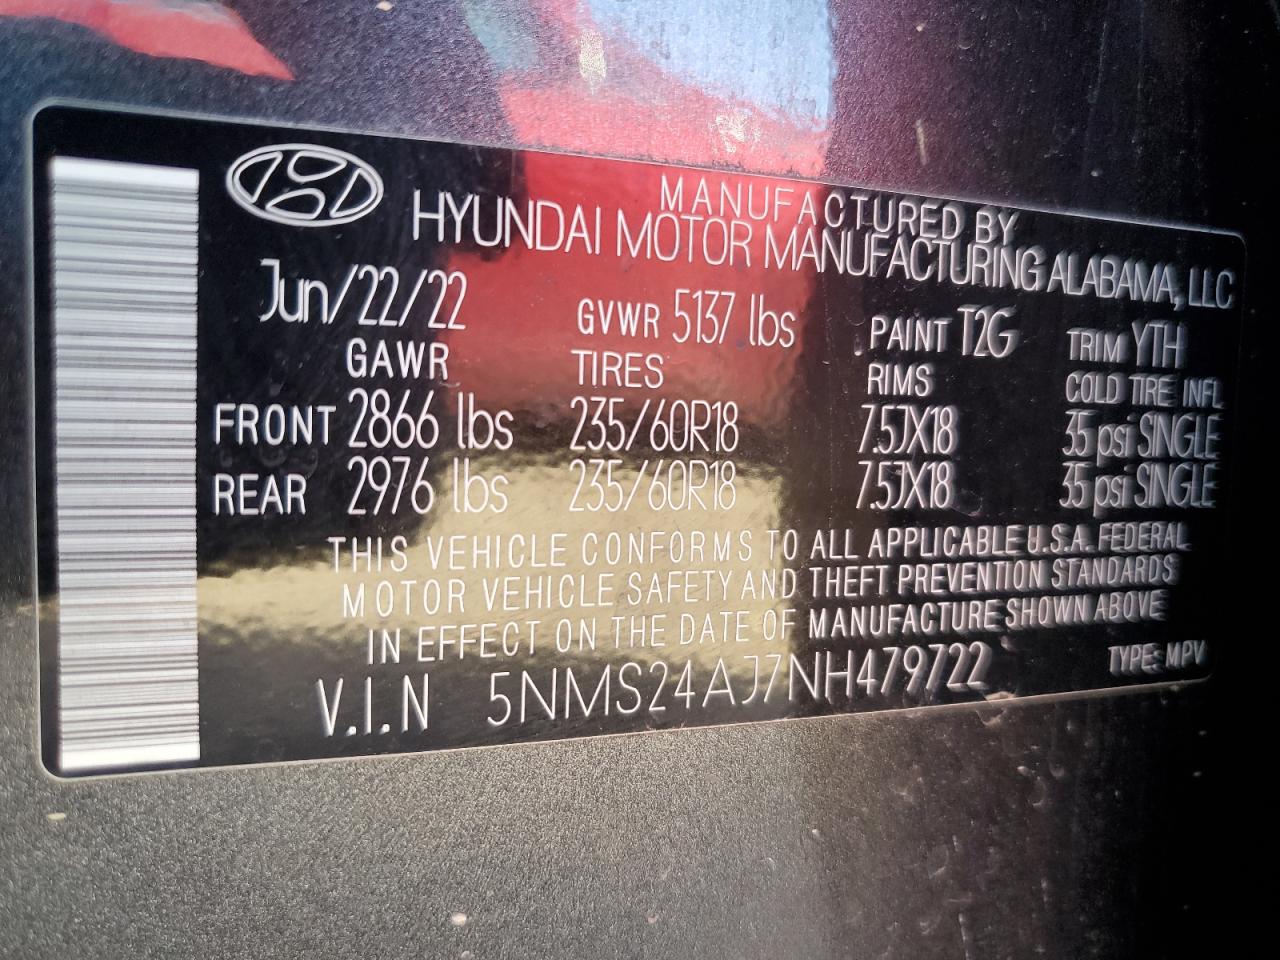 MANUFACTURED BY
HYUNDAI MOTOR MANUFACTURING ALABAMA, LLC
Jun/22/22 GVWR 5137 lbs PAINT T2G TRIM YTH
GAWR TIRES RIMS COLD TIRE INFL
FRONT 2866 lbs 235/60R18 7.5JX18 35 psi SINGLE
REAR 2976 lbs 235/60R18 7.5JX18 35 psi SINGLE
THIS VEHICLE CONFORMS TO ALL APPLICABLE U.S.A. FEDERAL
MOTOR VEHICLE SAFETY AND THEFT PREVENTION STANDARDS
IN EFFECT ON THE DATE OF MANUFACTURE SHOWN ABOVE
V.I.N 5NMS24AJ7NH479722 TYPE: MPV